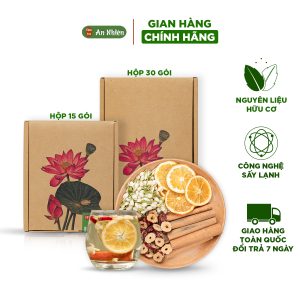 An Nhiên
GIAN HÀNG
CHÍNH HÃNG
HỘP 30 GÓI
HỘP 15 GÓI
NGUYÊN LIỆU
HỮU CƠ
CÔNG NGHỆ
SẤY LẠNH
GIAO HÀNG
TOÀN QUỐC
ĐỔI TRẢ 7 NGÀY